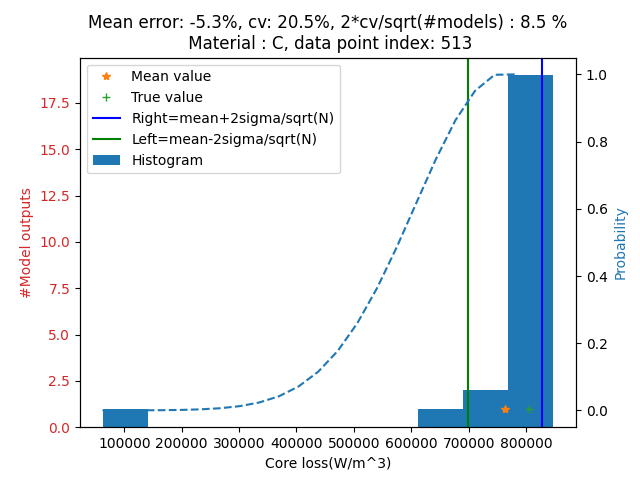 Mean error: -5.3%, cv: 20.5%, 2*cv/sqrt(#models) : 8.5 %
Material : C, data point index: 513
Mean value
True value
Right=mean+2sigma/sqrt(N)
Left=mean-2sigma/sqrt(N)
Histogram
17.5
15.0
12.5
10.0
7.5
5.0
2.5
0.0
#Model outputs
1.0
0.8
0.6
0.4
0.2
0.0
Probability
100000 200000 300000 400000 500000 600000 700000 800000
Core loss(W/m^3)